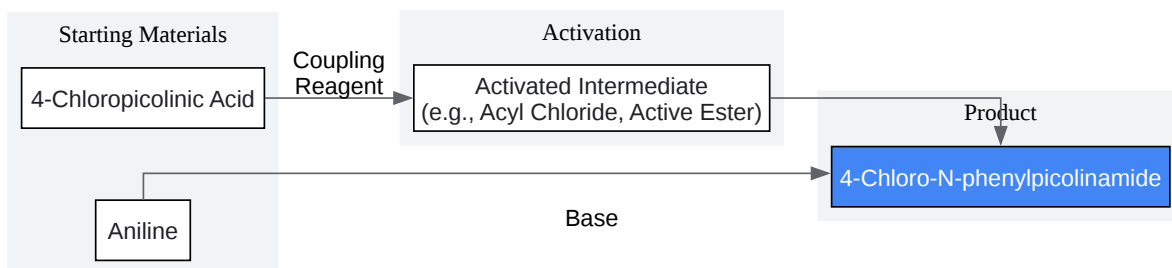 Starting Materials
4-Chloropicolinic Acid
Aniline
Coupling
Reagent
Activation
Activated Intermediate
(e.g., Acyl Chloride, Active Ester)
Base
Product
4-Chloro-N-phenylpicolinamide